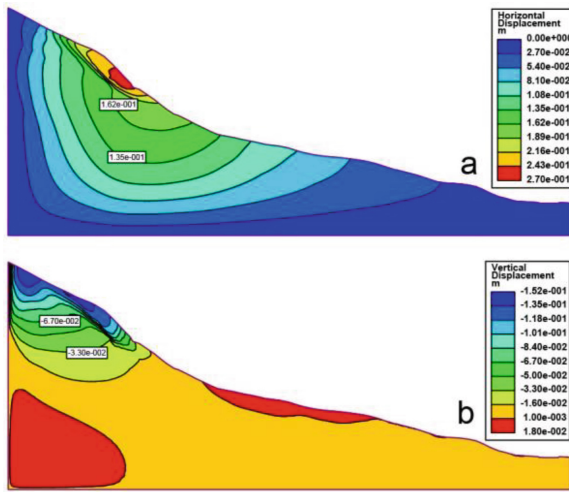 Horizontal
Displacement
m
0.00e+000
2.70e-002
5.40e-002
8.10e-002
1.08e-001
1.35e-001
1.62e-001
1.89e-001
2.16e-001
2.43e-001
2.70e-001
1.62e-001
1.35e-001
a
Vertical
Displacement
m
-1.52e-001
-1.35e-001
-1.18e-001
-1.01e-001
-8.40e-002
-6.70e-002
-5.00e-002
-3.30e-002
-1.60e-002
1.00e-003
1.80e-002
-6.70e-002
-3.30e-002
b